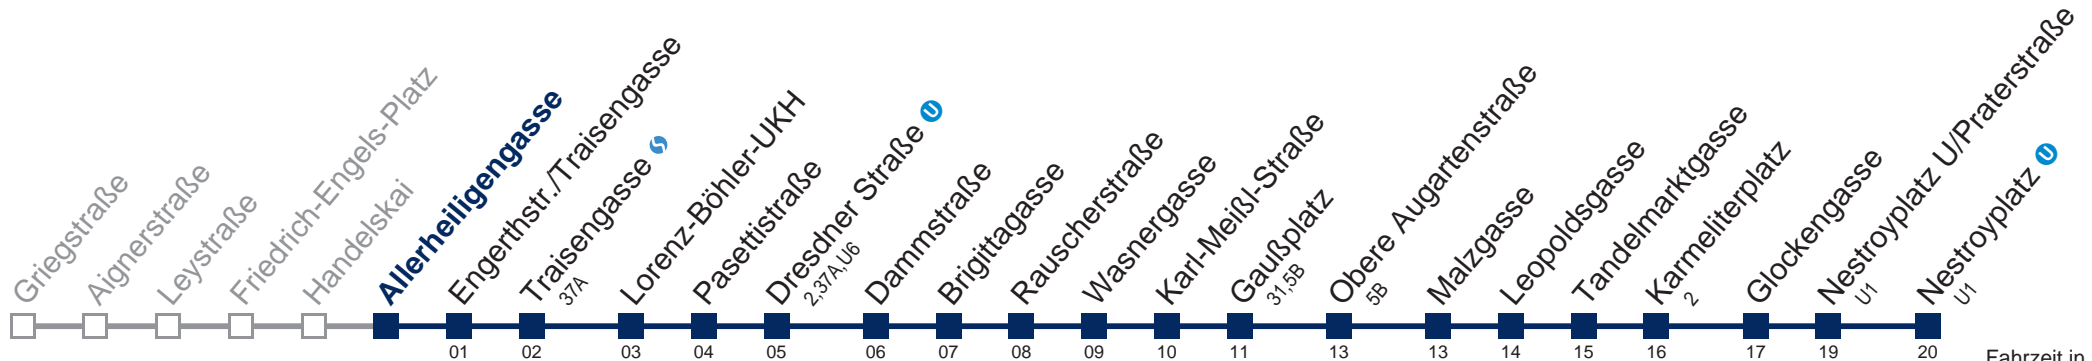 Griegstraße
Aignerstraße
Leystraße
Friedrich-Engels-Platz
Handelskai
Allerheiligengasse
Engerthstr./Traisengasse
Traisengasse
37A
Lorenz-Böhler-UKH
Pasettistraße
Dresdner Straße U
2,37A,U6
Dammstraße
Brigittagasse
Rauscherstraße
Wasnergasse
Karl-Meißl-Straße
Gaußplatz
31,5B
Obere Augartenstraße
5B
Malzgasse
Leopoldsgasse
Tandelmarktgasse
Karmeliterplatz
2
Glockengasse
Nestroyplatz U/Praterstraße
U1
Nestroyplatz U
U1
01 02 03 04 05 06 07 08 09 10 11 13 13 14 15 16 17 19 20
Fahrzeit in